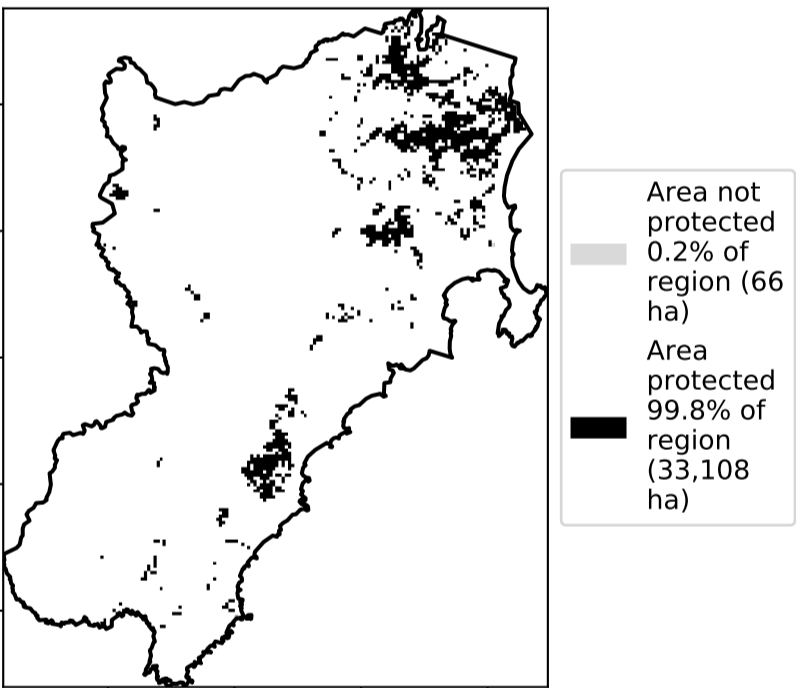 Area not
protected
0.2% of
region (66
ha)
Area
protected
99.8% of
region
(33,108
ha)